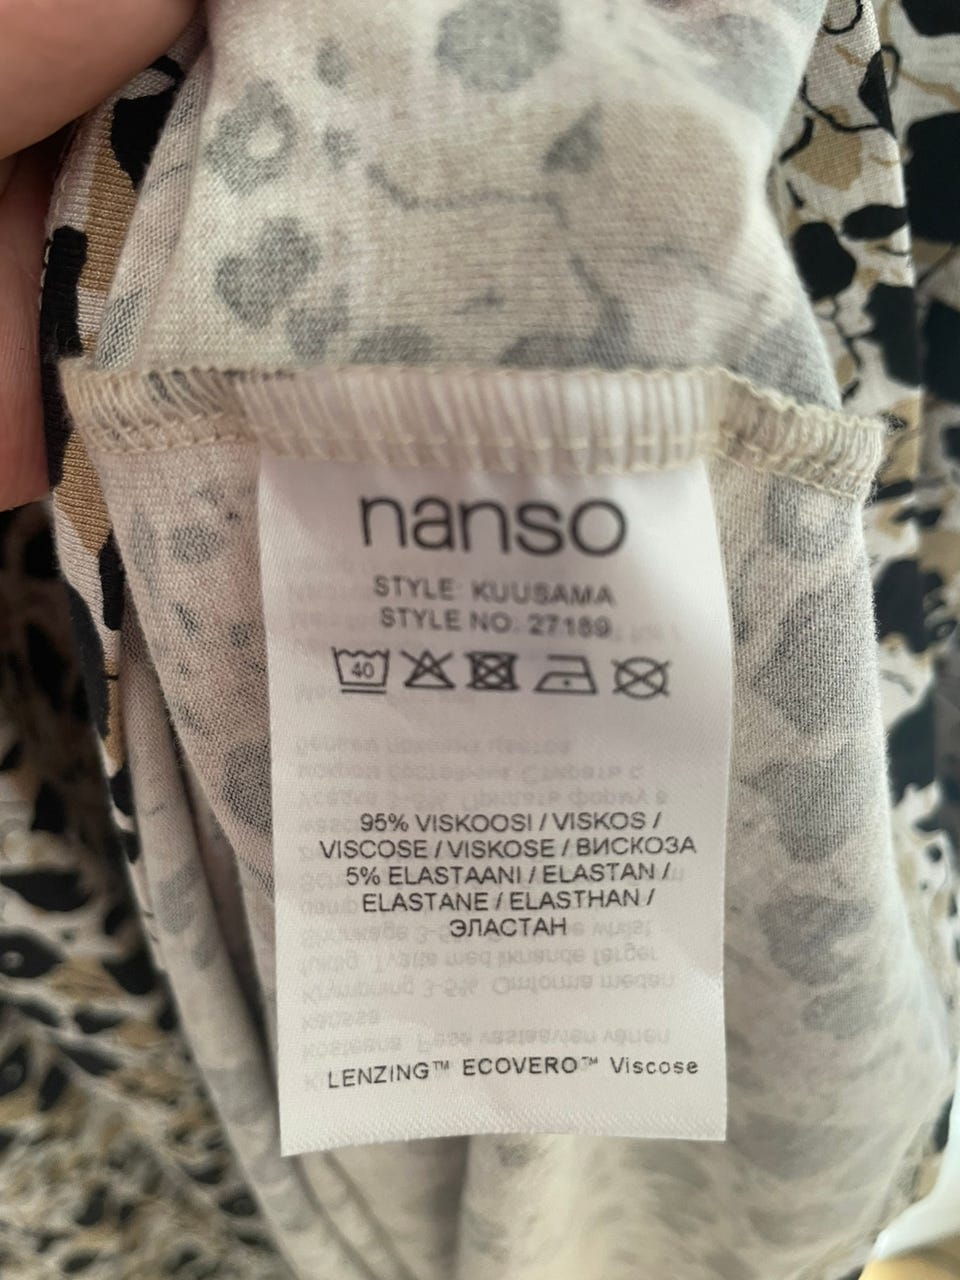 nanso
STYLE: KUUSAMA
STYLE NO. 27189
40
95% VISKOOSI / VISKOS /
VISCOSE / VISKOSE / ВИСКОЗА
5% ELASTAANI / ELASTAN /
ELASTANE / ELASTHAN /
ЭЛАСТАН
LENZING™ ECOVERO™ Viscose